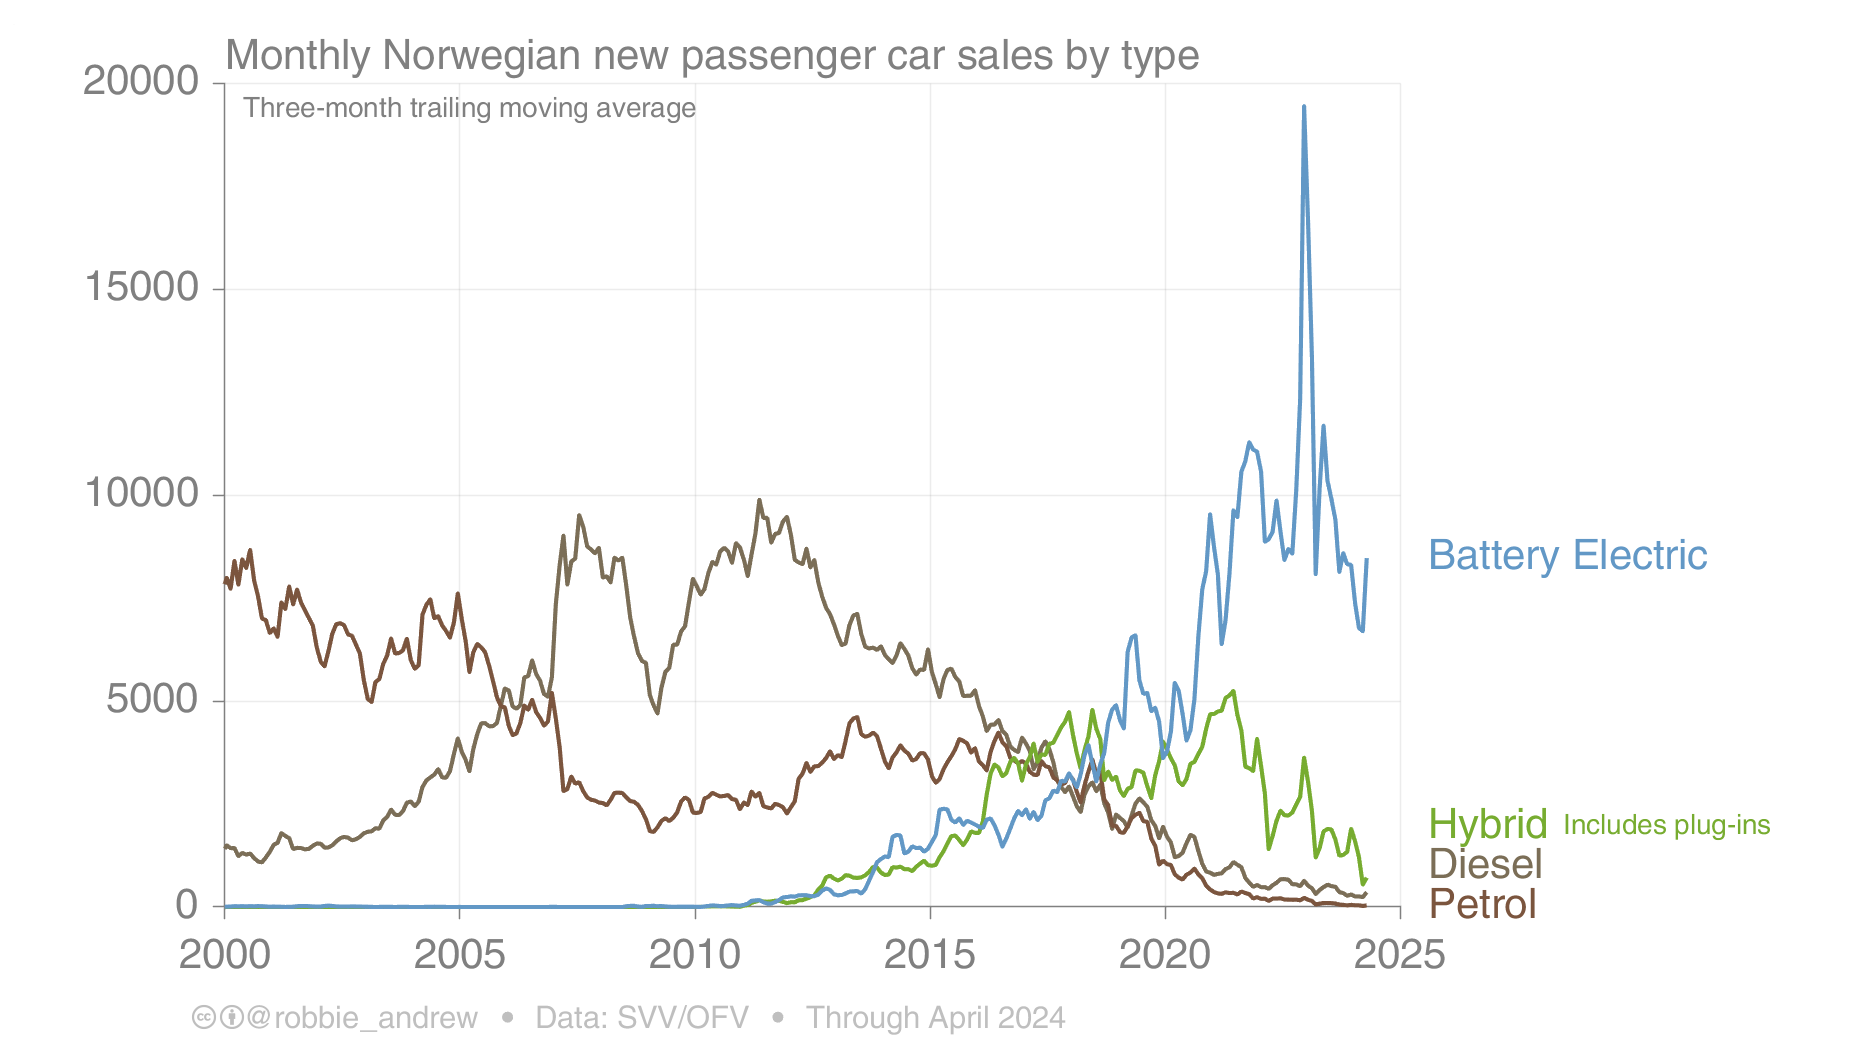 Monthly Norwegian new passenger car sales by type
Three-month trailing moving average
20000
15000
10000
5000
0
Battery Electric
Hybrid Includes plug-ins
Diesel
Petrol
2000 2005 2010 2015 2020 2025
cc @robbie_andrew • Data: SVV/OFV • Through April 2024